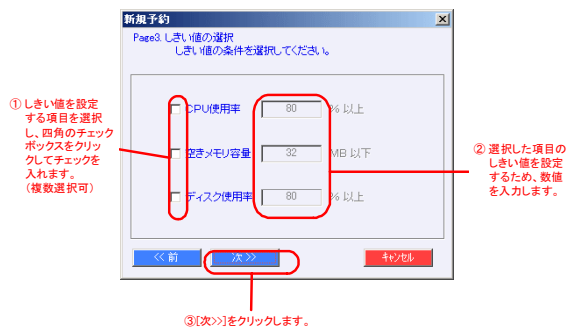 新規予約
Page3. しきい値の選択
しきい値の条件を選択してください。
① しきい値を設定
する項目を選択
し、四角のチェック
ボックスをクリッ
クしてチェックを
入れます。
（複数選択可）
CPU使用率 80 % 以上
空きメモリ容量 32 MB 以下
ディスク使用率 80 % 以上
② 選択した項目の
しきい値を設定
するため、数値
を入力します。
<< 前 次 >> キャンセル
③[次>>]をクリックします。